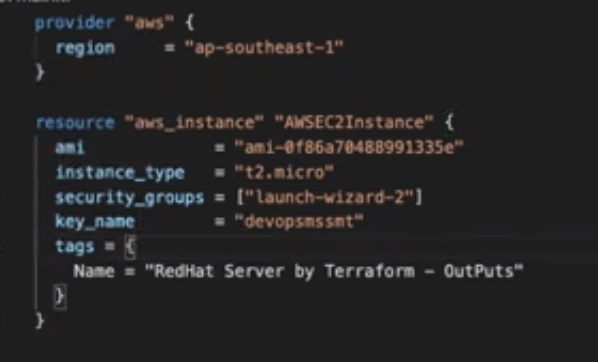 provider "aws" {
  region     = "ap-southeast-1"
}
resource "aws_instance" "AWSEC2Instance" {
  ami             = "ami-0f86a70488991335e"
  instance_type   = "t2.micro"
  security_groups = ["launch-wizard-2"]
  key_name        = "devopsmssmt"
  tags = {
    Name = "RedHat Server by Terraform - OutPuts"
  }
}